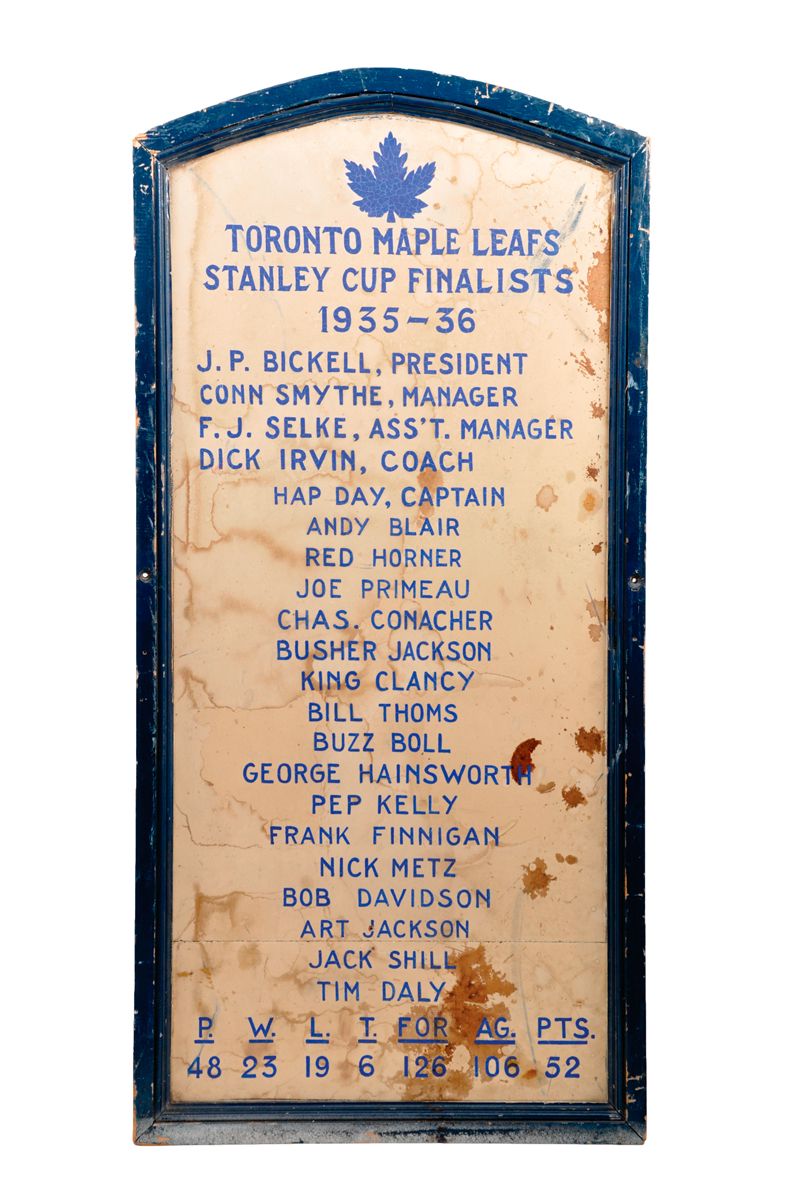 TORONTO MAPLE LEAFS
STANLEY CUP FINALISTS
1935-36
J.P. BICKELL, PRESIDENT
CONN SMYTHE, MANAGER
F.J. SELKE, ASS'T. MANAGER
DICK IRVIN, COACH
HAP DAY, CAPTAIN
ANDY BLAIR
RED HORNER
JOE PRIMEAU
CHAS. CONACHER
BUSHER JACKSON
KING CLANCY
BILL THOMS
BUZZ BOLL
GEORGE HAINSWORTH
PEP KELLY
FRANK FINNIGAN
NICK METZ
BOB DAVIDSON
ART JACKSON
JACK SHILL
TIM DALY
P. W. L. T. FOR AG. PTS.
48 23 19 6 126 106 52